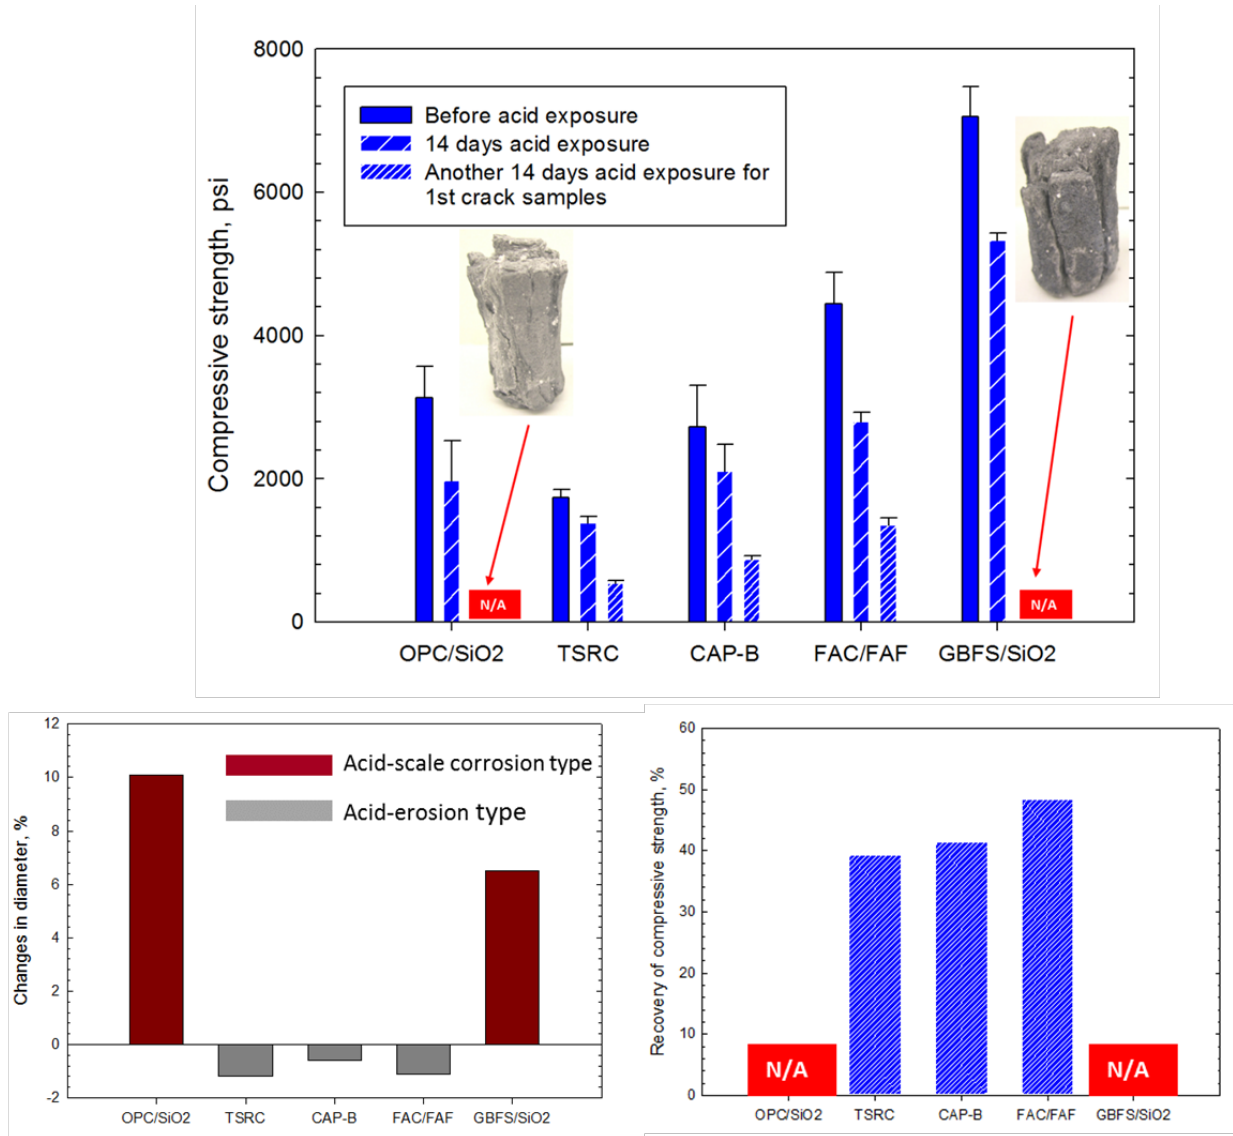 8000
6000
4000
2000
0
Compressive strength, psi
Before acid exposure
14 days acid exposure
Another 14 days acid exposure for
1st crack samples
N/A
N/A
OPC/SiO2
TSRC
CAP-B
FAC/FAF
GBFS/SiO2
12
10
8
6
4
2
0
-2
Changes in diameter, %
Acid-scale corrosion type
Acid-erosion type
OPC/SiO2
TSRC
CAP-B
FAC/FAF
GBFS/SiO2
60
50
40
30
20
10
0
Recovery of compressive strength, %
N/A
N/A
OPC/SiO2
TSRC
CAP-B
FAC/FAF
GBFS/SiO2